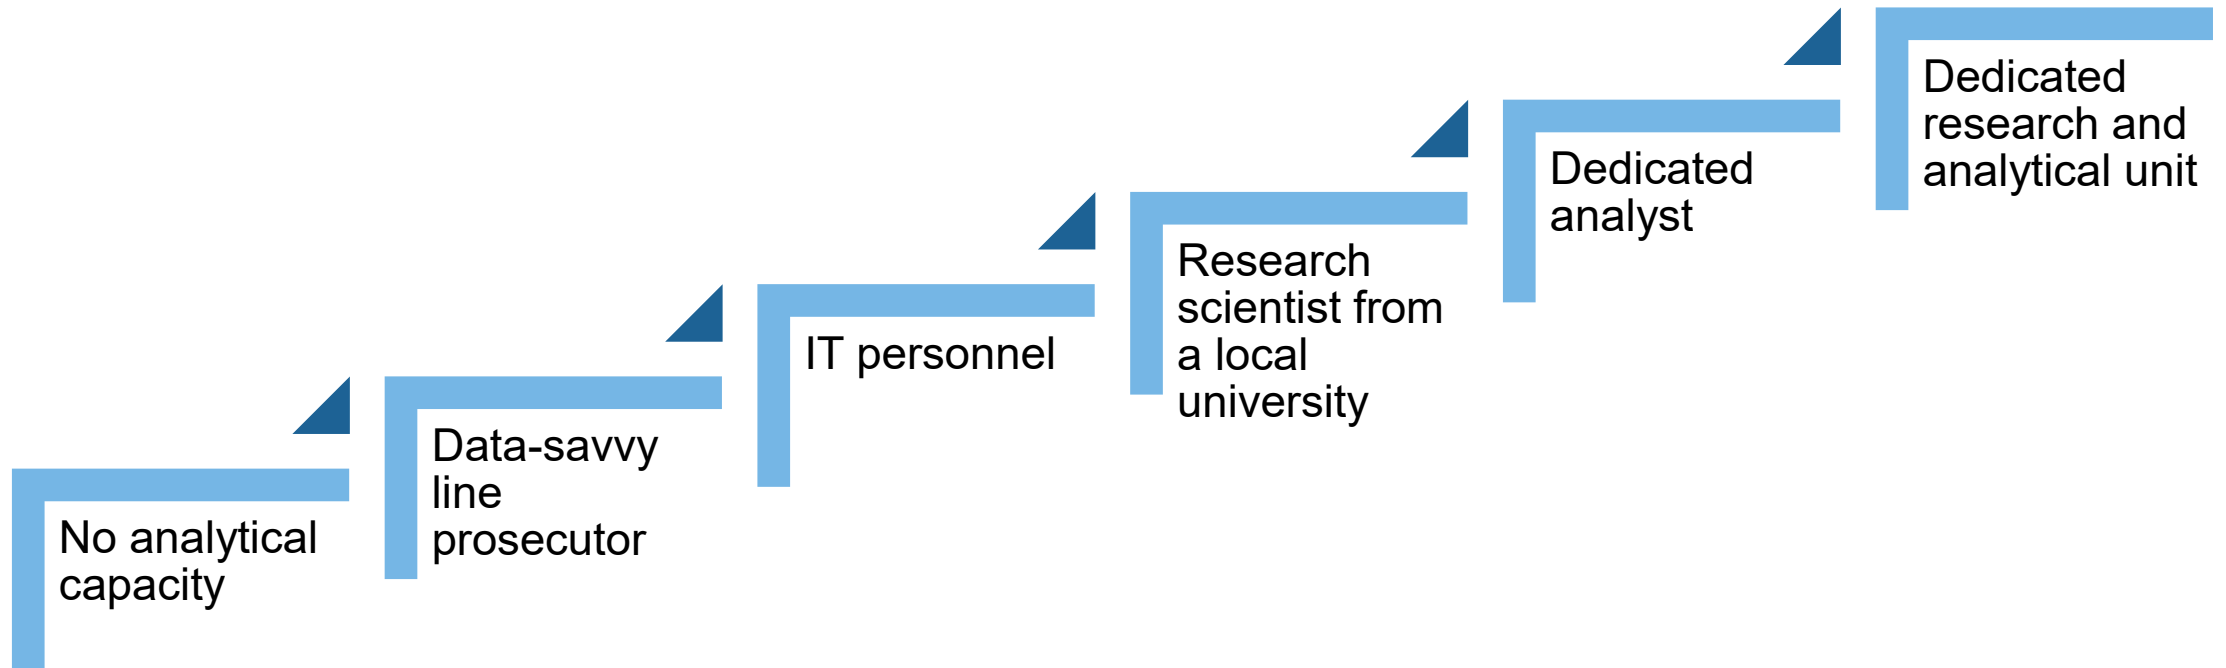 No analytical
capacity
Data-savvy
line
prosecutor
IT personnel
Research
scientist from
a local
university
Dedicated
analyst
Dedicated
research and
analytical unit